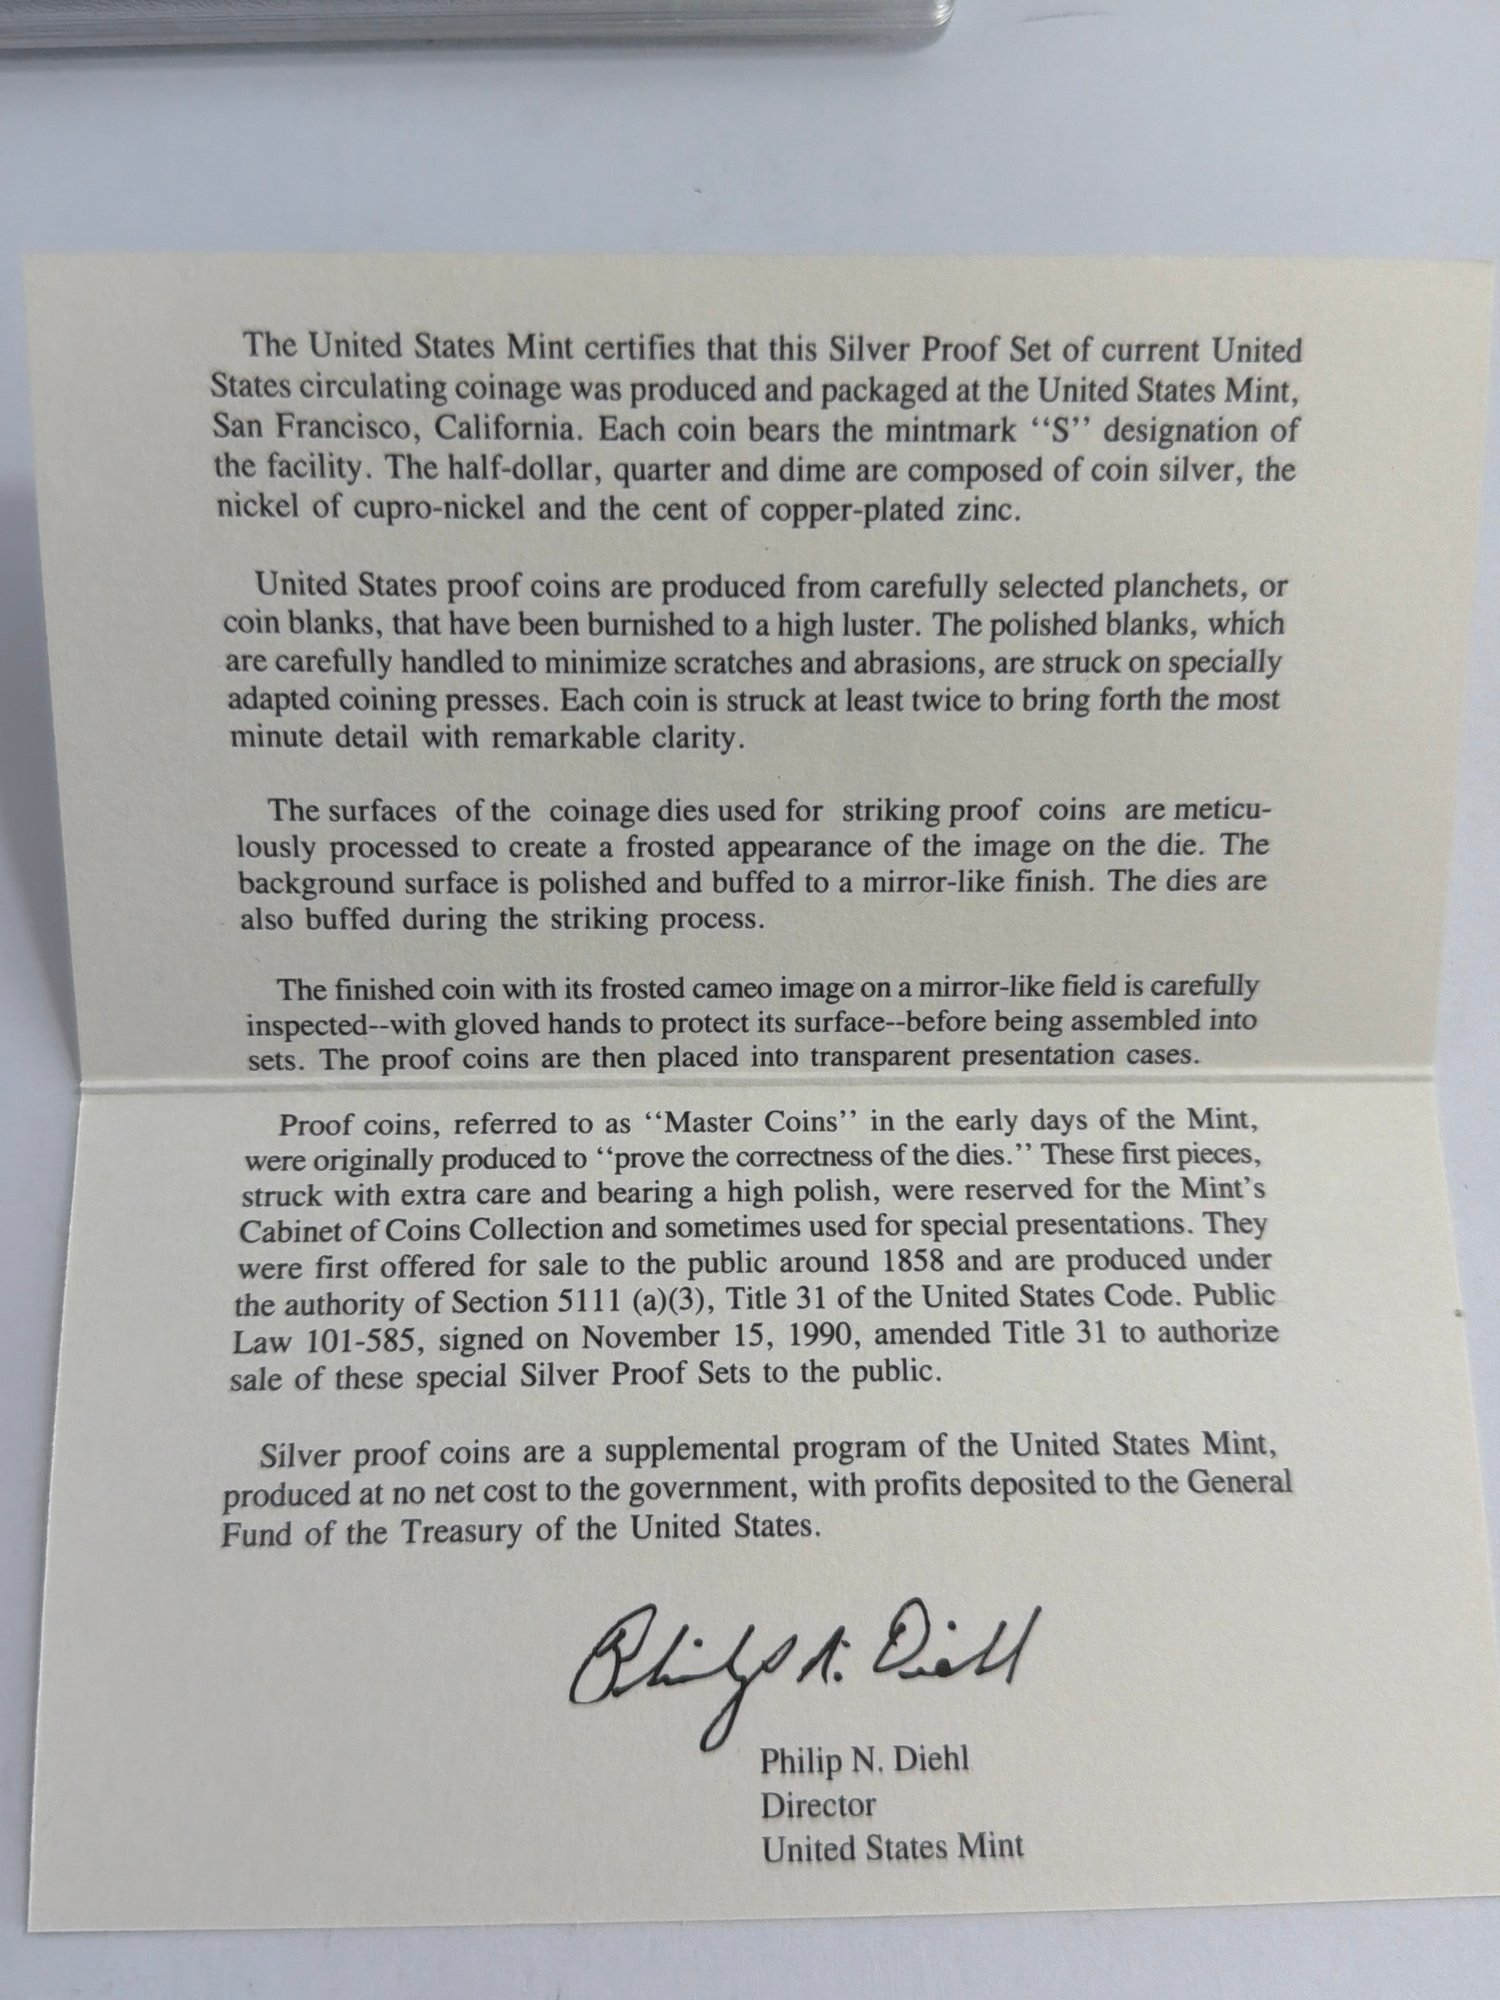 The United States Mint certifies that this Silver Proof Set of current United
States circulating coinage was produced and packaged at the United States Mint,
San Francisco, California. Each coin bears the mintmark ‘‘S’’ designation of
the facility. The half-dollar, quarter and dime are composed of coin silver, the
nickel of cupro-nickel and the cent of copper-plated zinc.
United States proof coins are produced from carefully selected planchets, or
coin blanks, that have been burnished to a high luster. The polished blanks, which
are carefully handled to minimize scratches and abrasions, are struck on specially
adapted coining presses. Each coin is struck at least twice to bring forth the most
minute detail with remarkable clarity.
The surfaces of the coinage dies used for striking proof coins are meticu-
lously processed to create a frosted appearance of the image on the die. The
background surface is polished and buffed to a mirror-like finish. The dies are
also buffed during the striking process.
The finished coin with its frosted cameo image on a mirror-like field is carefully
inspected--with gloved hands to protect its surface--before being assembled into
sets. The proof coins are then placed into transparent presentation cases.
Proof coins, referred to as ‘‘Master Coins’’ in the early days of the Mint,
were originally produced to ‘‘prove the correctness of the dies.’’ These first pieces,
struck with extra care and bearing a high polish, were reserved for the Mint’s
Cabinet of Coins Collection and sometimes used for special presentations. They
were first offered for sale to the public around 1858 and are produced under
the authority of Section 5111 (a)(3), Title 31 of the United States Code. Public
Law 101-585, signed on November 15, 1990, amended Title 31 to authorize
sale of these special Silver Proof Sets to the public.
Silver proof coins are a supplemental program of the United States Mint,
produced at no net cost to the government, with profits deposited to the General
Fund of the Treasury of the United States.
Philip N. Diehl
Philip N. Diehl
Director
United States Mint